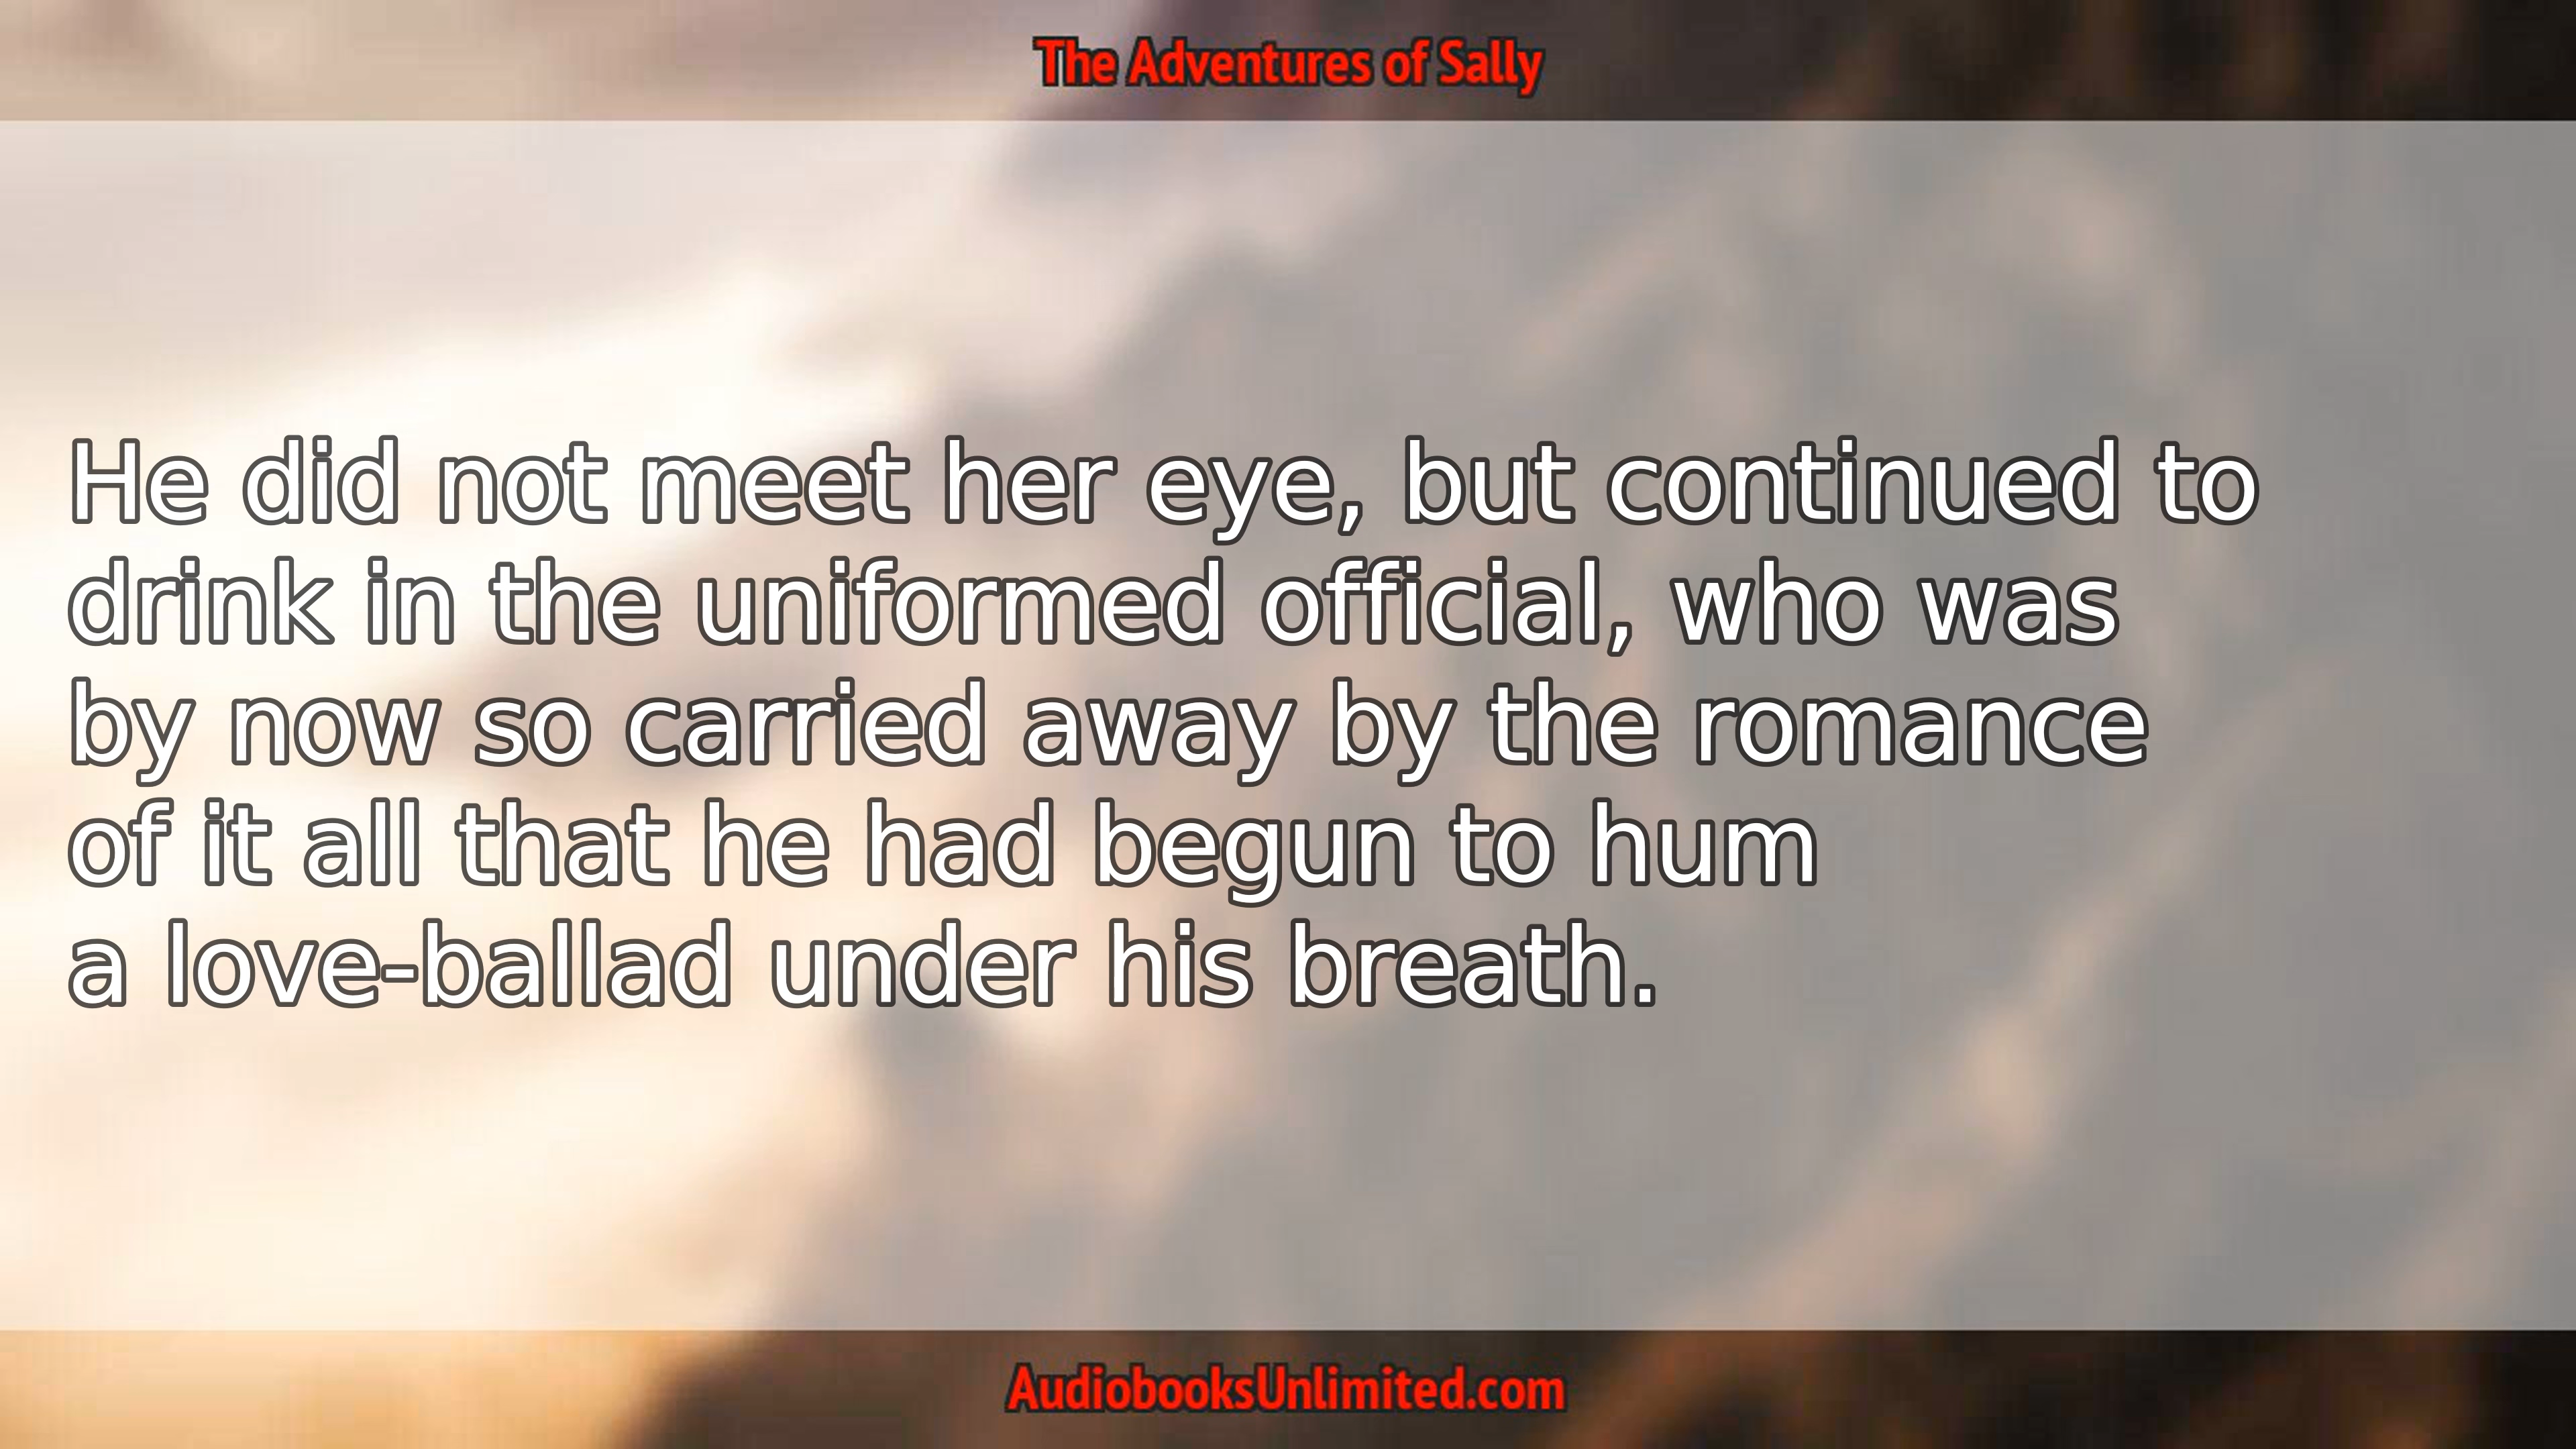 The Adventures of Sally
He did not meet her eye, but continued to
drink in the uniformed official, who was
by now so carried away by the romance
of it all that he had begun to hum
a love-ballad under his breath.
AudiobooksUnlimited.com